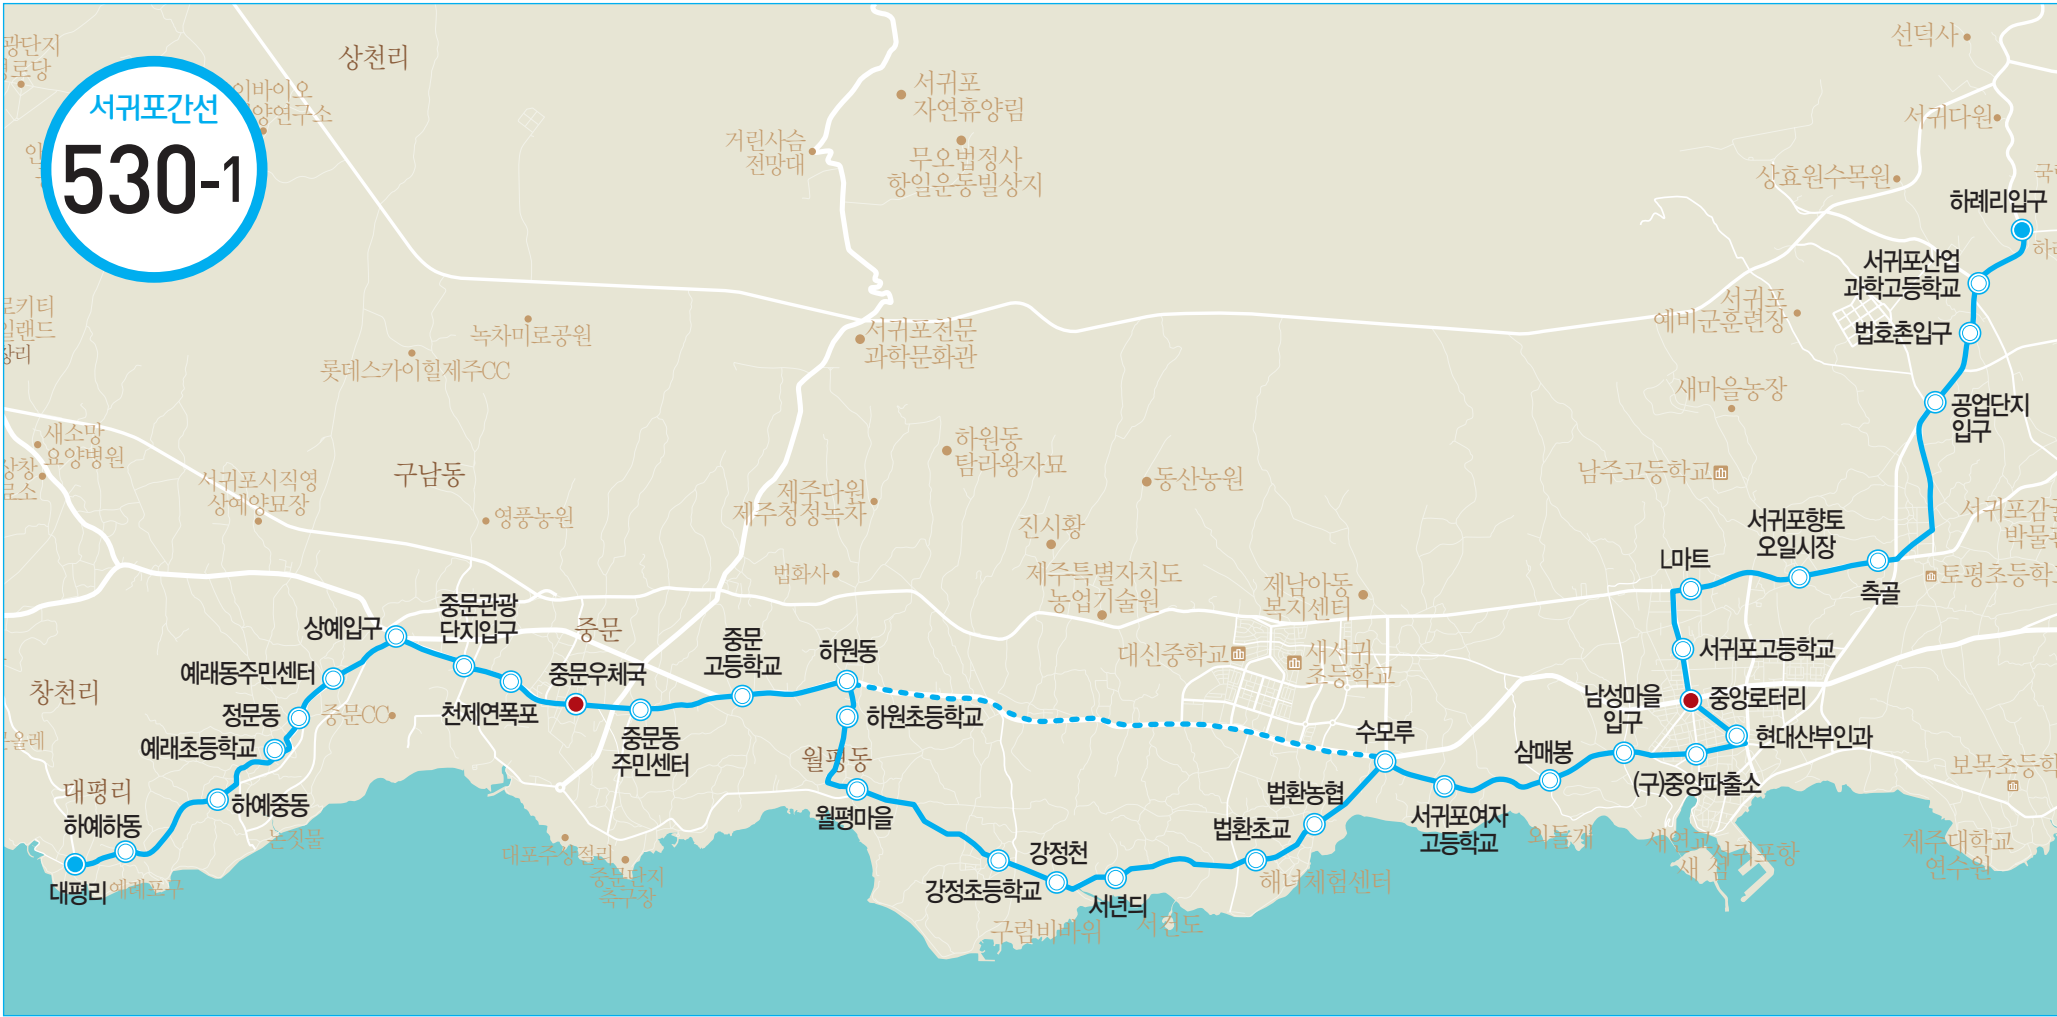 서귀포간선
530-1
상천리
광단지
이바이오
서귀포
자연휴양림
무오법정사
항일운동발상지
거린사슴
전망대
선덕사
서귀다원
상효원수목원
하례리입구
서귀포산업
과학고등학교
법호촌입구
공업단지
입구
서귀포
예비군훈련장
새마을농장
녹차미로공원
롯데스카이힐제주CC
서귀포천문
과학문화관
새소망
요양병원
서귀포시직영
상예양묘장
구남동
영풍농원
하원동
탐라왕자묘
동산농원
제주다원
제주청정녹차
진시황
제주특별자치도
농업기술원
법화사
남주고등학교
서귀포향토
오일시장
L마트
측골
토평초등학교
제남아동
복지센터
대신중학교
새서귀
초등학교
서귀포고등학교
남성마을
입구
중앙로터리
현대산부인과
(구)중앙파출소
상예입구
중문관광
단지입구
중문
예래동주민센터
천제연폭포
중문우체국
중문동
주민센터
중문
고등학교
하원동
하원초등학교
창천리
정문동
중문CC
예래초등학교
월평동
월평마을
수모루
삼매봉
법환농협
법환초교
서귀포여자
고등학교
대평리
하예하동
하예중동
논짓물
대평리
예래포구
대포주상절리
중문단지
축구장
강정천
강정초등학교
서년듸
해녀체험센터
구럼비바위
서건도
외돌개
새연교
새 섬
서귀포항
제주대학교
연수원